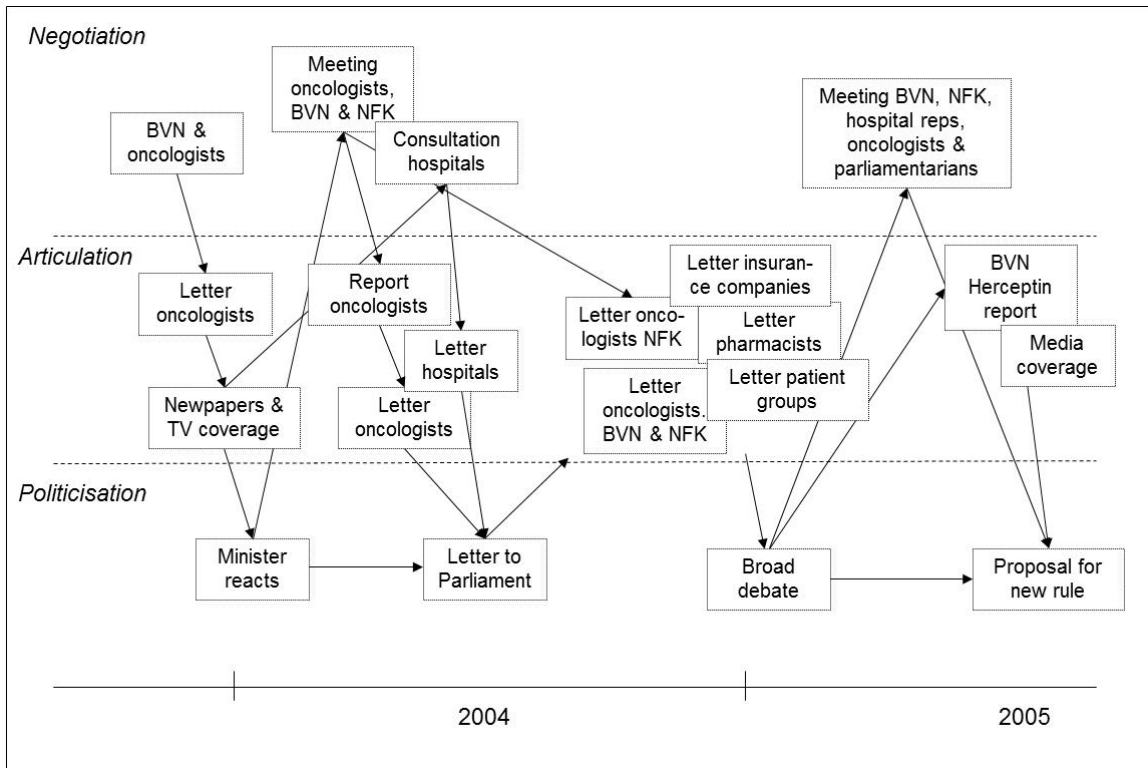 Negotiation
Meeting
oncologists,
BVN & NFK
BVN &
oncologists
Consultation
hospitals
Meeting BVN, NFK,
hospital reps,
oncologists &
parliamentarians
Articulation
Letter
oncologists
Report
oncologists
Letter
hospitals
Newpapers &
TV coverage
Letter
oncologists
Letter insuran-
ce companies
Letter onco-
logists NFK
Letter
pharmacists
Letter patient
groups
Letter
oncologists.
BVN & NFK
BVN
Herceptin
report
Media
coverage
Politicisation
Minister
reacts
Letter to
Parliament
Broad
debate
Proposal for
new rule
2004
2005